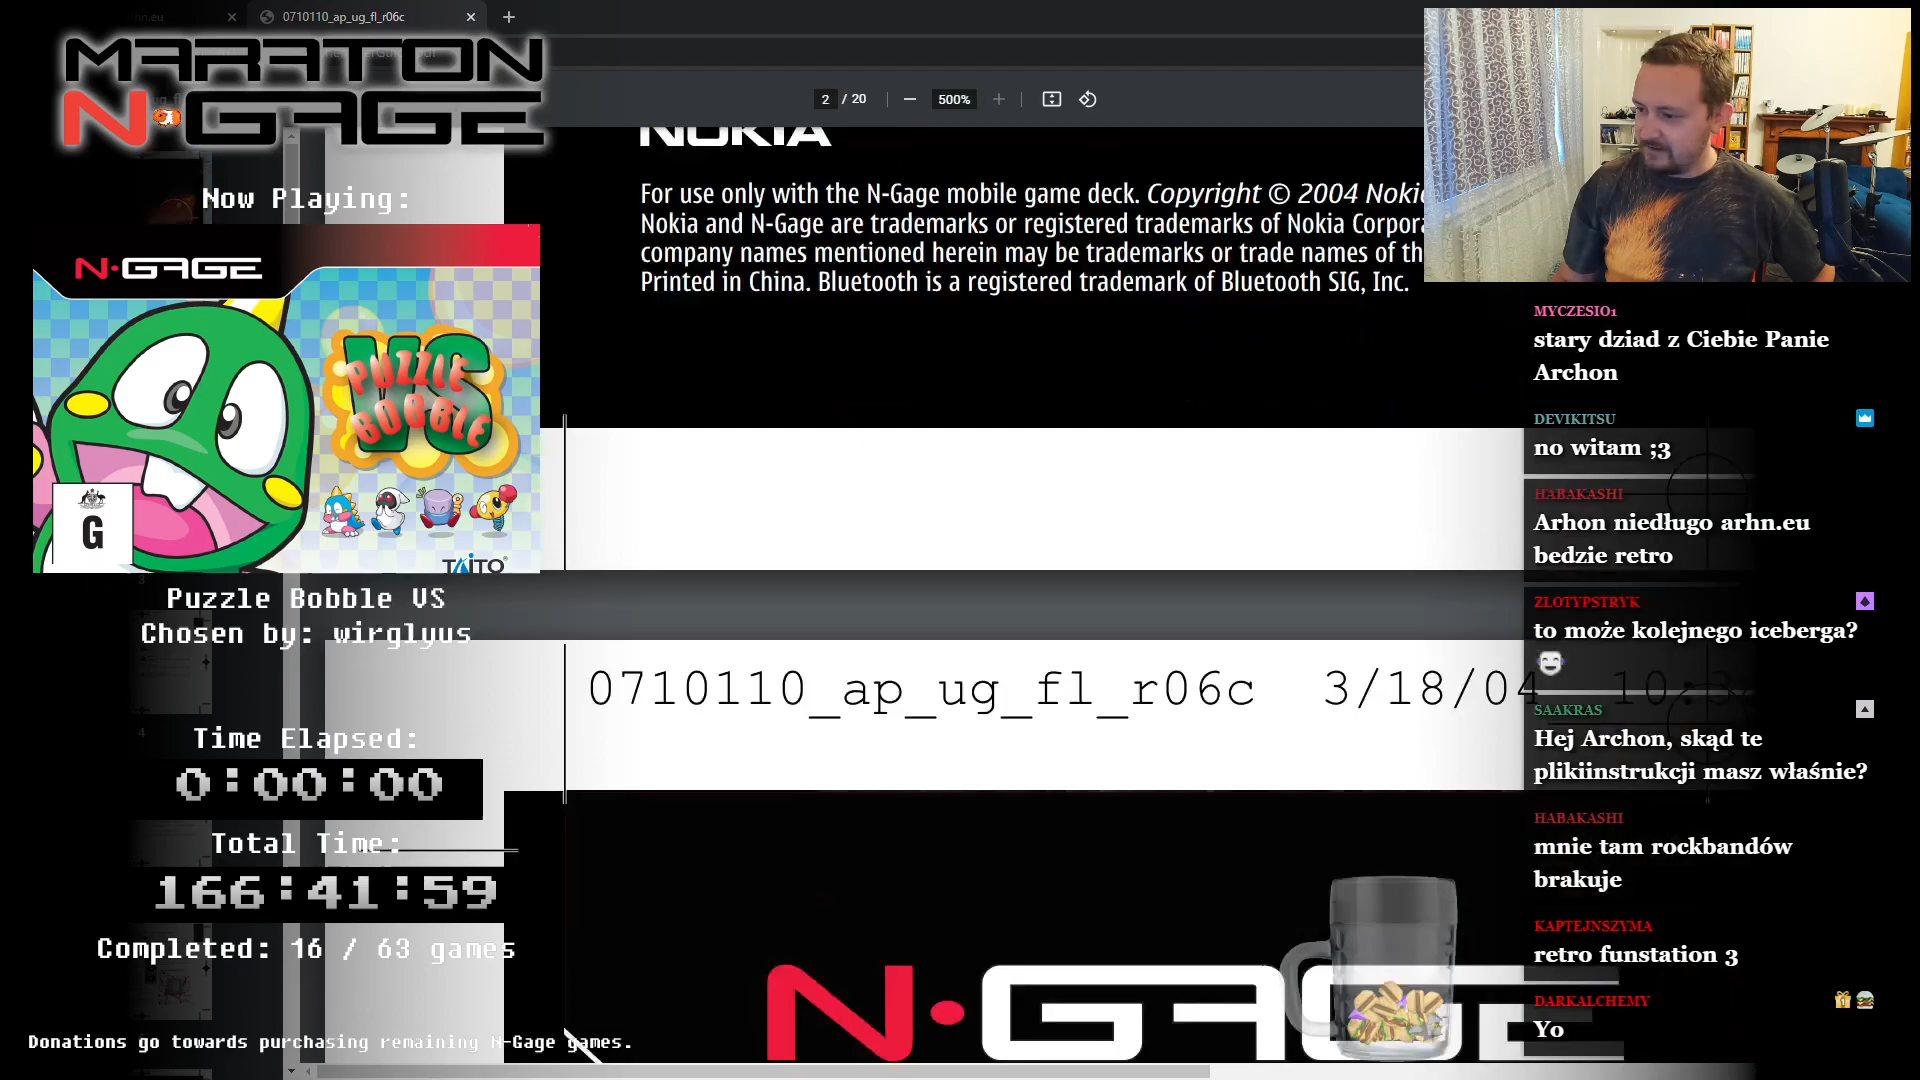 0710110_ap_ug_fl_r06c
2 / 20
500%
MARATON
N-GAGE
NOKIA
Now Playing:
For use only with the N-Gage mobile game deck. Copyright © 2004 Nokia
Nokia and N-Gage are trademarks or registered trademarks of Nokia Corpora
company names mentioned herein may be trademarks or trade names of th
Printed in China. Bluetooth is a registered trademark of Bluetooth SIG, Inc.
N·GAGE
VS
PUZZLE
BOBBLE
G
TAITO
Puzzle Bobble VS
Chosen by: wirglyus
0710110_ap_ug_fl_r06c 3/18/04
Time Elapsed:
0:00:00
Total Time:
166:41:59
Completed: 16 / 63 games
Donations go towards purchasing remaining N-Gage games.
N·GAGE
MYCZESIO1
stary dziad z Ciebie Panie
Archon
DEVIKITSU
no witam ;3
HABAKASHI
Arhon niedługo arhn.eu
bedzie retro
ZLOTYPSTRYK
to może kolejnego iceberga?
SAAKRAS
Hej Archon, skąd te
plikiinstrukcji masz właśnie?
HABAKASHI
mnie tam rockbandów
brakuje
KAPTEJNSZYMA
retro funstation 3
DARKALCHEMY
Yo